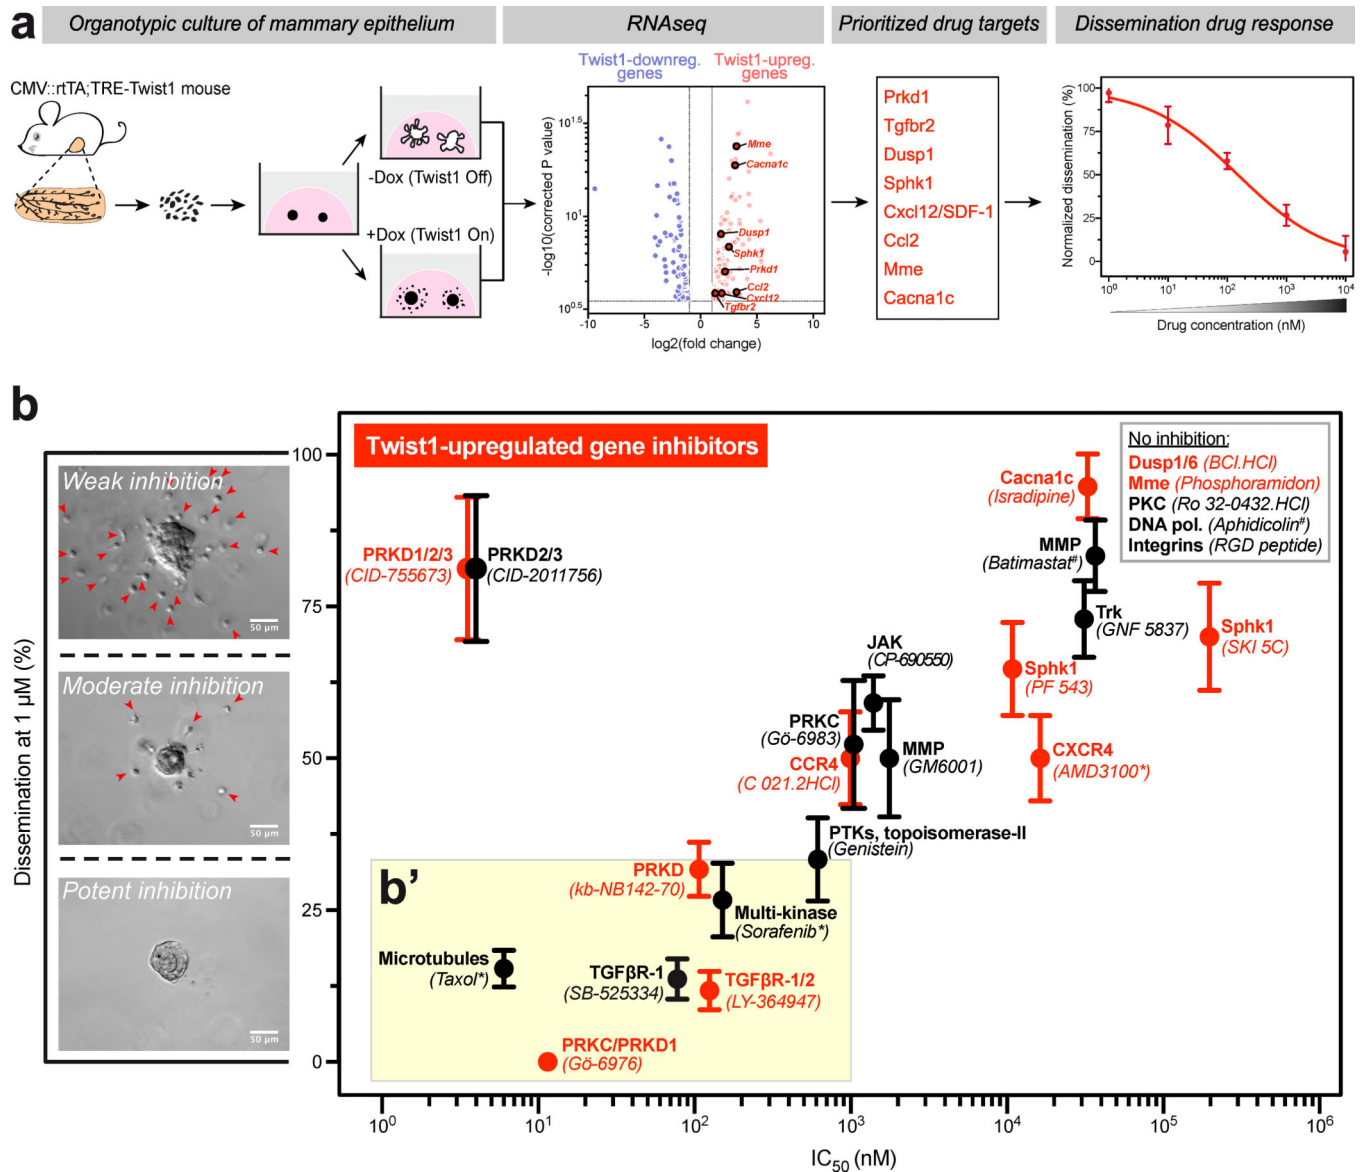 a
Organotypic culture of mammary epithelium
RNAseq
Prioritized drug targets
Dissemination drug response
CMV::rtTA;TRE-Twist1 mouse
-Dox (Twist1 Off)
+Dox (Twist1 On)
Twist1-downreg. genes
Twist1-upreg. genes
-log10(corrected P value)
10^1.5
10^1
10^0.5
Mme
Cacna1c
Dusp1
Sphk1
Prkd1
Ccl2
Cxcl12
Tgfbr2
-10
-5
0
5
10
log2(fold change)
Prkd1
Tgfbr2
Dusp1
Sphk1
Cxcl12/SDF-1
Ccl2
Mme
Cacna1c
Normalized dissemination (%)
100
75
50
25
0
10^0
10^1
10^2
10^3
10^4
Drug concentration (nM)
b
Dissemination at 1 µM (%)
Weak inhibition
50 µm
Moderate inhibition
50 µm
Potent inhibition
50 µm
100
75
50
25
0
Twist1-upregulated gene inhibitors
No inhibition:
Dusp1/6 (BCI.HCl)
Mme (Phosphoramidon)
PKC (Ro 32-0432.HCl)
DNA pol. (Aphidicolin#)
Integrins (RGD peptide)
PRKD1/2/3
(CID-755673)
PRKD2/3
(CID-2011756)
Cacna1c
(Isradipine)
MMP
(Batimastat#)
Trk
(GNF 5837)
Sphk1
(SKI 5C)
JAK
(CP-690550)
Sphk1
(PF 543)
PRKC
(Gö-6983)
CCR4
(C 021.2HCl)
MMP
(GM6001)
CXCR4
(AMD3100*)
PTKs, topoisomerase-II
(Genistein)
b’
PRKD
(kb-NB142-70)
Multi-kinase
(Sorafenib*)
Microtubules
(Taxol*)
TGFβR-1
(SB-525334)
TGFβR-1/2
(LY-364947)
PRKC/PRKD1
(Gö-6976)
10^0
10^1
10^2
10^3
10^4
10^5
10^6
IC50 (nM)